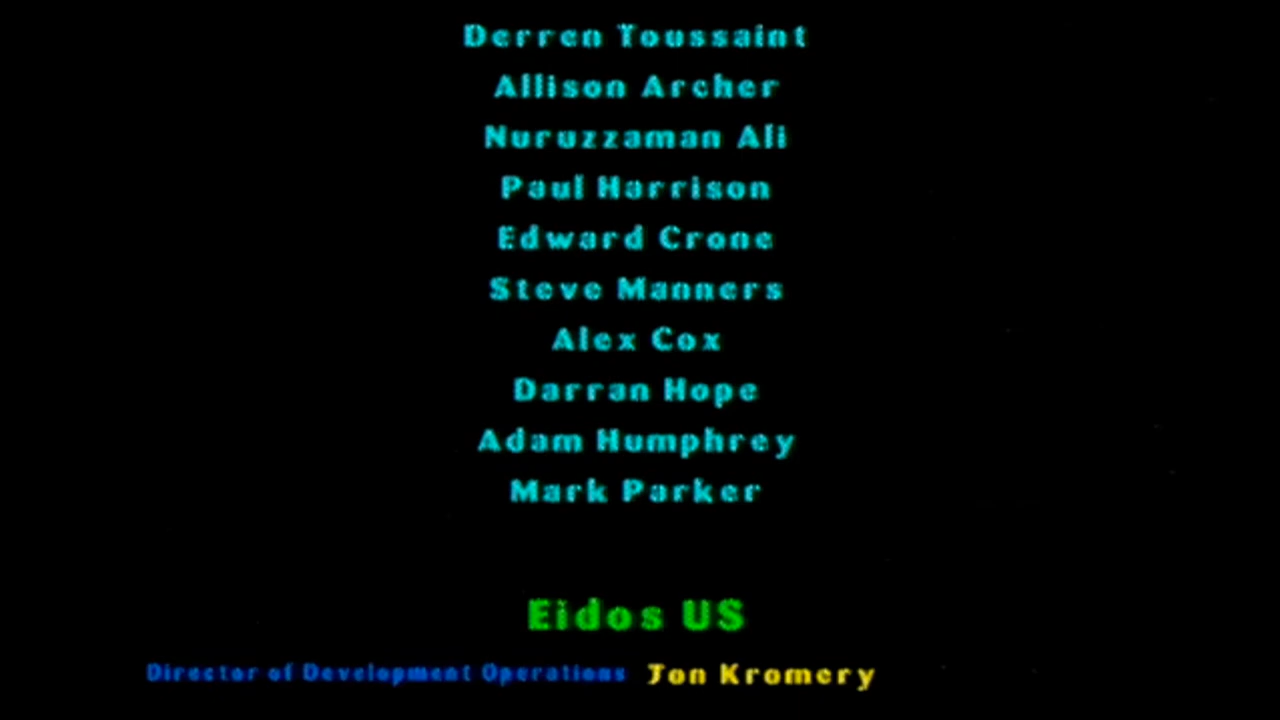 Derren Toussaint
Allison Archer
Nuruzzaman Ali
Paul Harrison
Edward Crone
Steve Manners
Alex Cox
Darran Hope
Adam Humphrey
Mark Parker
Eidos US
Director of Development Operations Jon Kromery